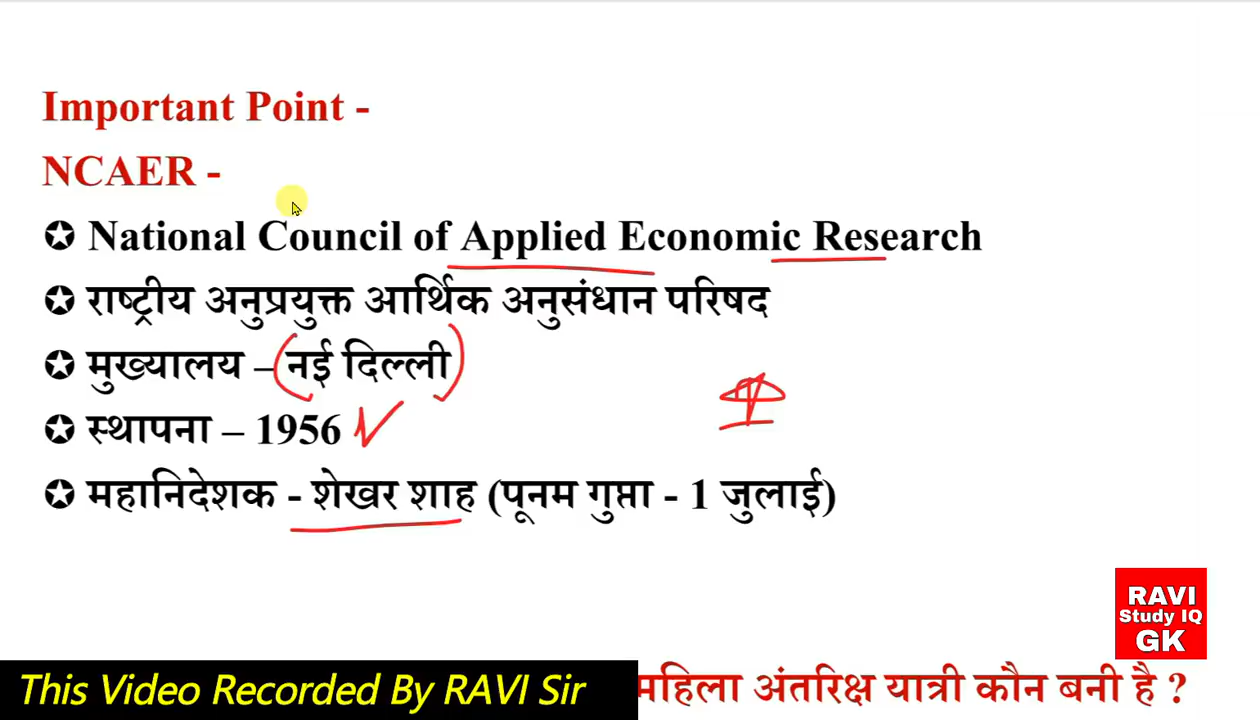 Important Point -
NCAER -
✪ National Council of Applied Economic Research
✪ राष्ट्रीय अनुप्रयुक्त आर्थिक अनुसंधान परिषद
✪ मुख्यालय – नई दिल्ली
✪ स्थापना – 1956
✪ महानिदेशक - शेखर शाह (पूनम गुप्ता - 1 जुलाई)
RAVI
Study IQ
GK
This Video Recorded By RAVI Sir
महिला अंतरिक्ष यात्री कौन बनी है ?